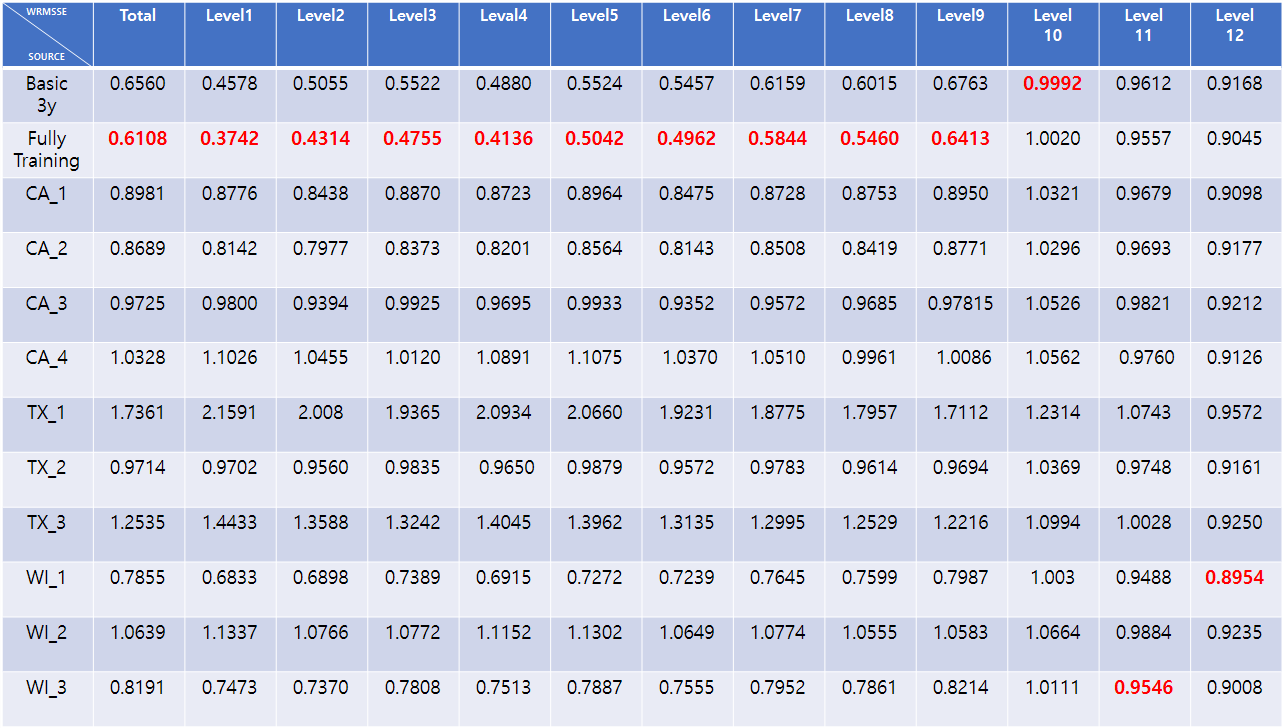 WRMSSE SOURCE Total Level1 Level2 Level3 Leval4 Level5 Level6 Level7 Level8 Level9 Level 10 Level 11 Level 12
Basic 3y 0.6560 0.4578 0.5055 0.5522 0.4880 0.5524 0.5457 0.6159 0.6015 0.6763 0.9992 0.9612 0.9168
Fully Training 0.6108 0.3742 0.4314 0.4755 0.4136 0.5042 0.4962 0.5844 0.5460 0.6413 1.0020 0.9557 0.9045
CA_1 0.8981 0.8776 0.8438 0.8870 0.8723 0.8964 0.8475 0.8728 0.8753 0.8950 1.0321 0.9679 0.9098
CA_2 0.8689 0.8142 0.7977 0.8373 0.8201 0.8564 0.8143 0.8508 0.8419 0.8771 1.0296 0.9693 0.9177
CA_3 0.9725 0.9800 0.9394 0.9925 0.9695 0.9933 0.9352 0.9572 0.9685 0.97815 1.0526 0.9821 0.9212
CA_4 1.0328 1.1026 1.0455 1.0120 1.0891 1.1075 1.0370 1.0510 0.9961 1.0086 1.0562 0.9760 0.9126
TX_1 1.7361 2.1591 2.008 1.9365 2.0934 2.0660 1.9231 1.8775 1.7957 1.7112 1.2314 1.0743 0.9572
TX_2 0.9714 0.9702 0.9560 0.9835 0.9650 0.9879 0.9572 0.9783 0.9614 0.9694 1.0369 0.9748 0.9161
TX_3 1.2535 1.4433 1.3588 1.3242 1.4045 1.3962 1.3135 1.2995 1.2529 1.2216 1.0994 1.0028 0.9250
WI_1 0.7855 0.6833 0.6898 0.7389 0.6915 0.7272 0.7239 0.7645 0.7599 0.7987 1.003 0.9488 0.8954
WI_2 1.0639 1.1337 1.0766 1.0772 1.1152 1.1302 1.0649 1.0774 1.0555 1.0583 1.0664 0.9884 0.9235
WI_3 0.8191 0.7473 0.7370 0.7808 0.7513 0.7887 0.7555 0.7952 0.7861 0.8214 1.0111 0.9546 0.9008